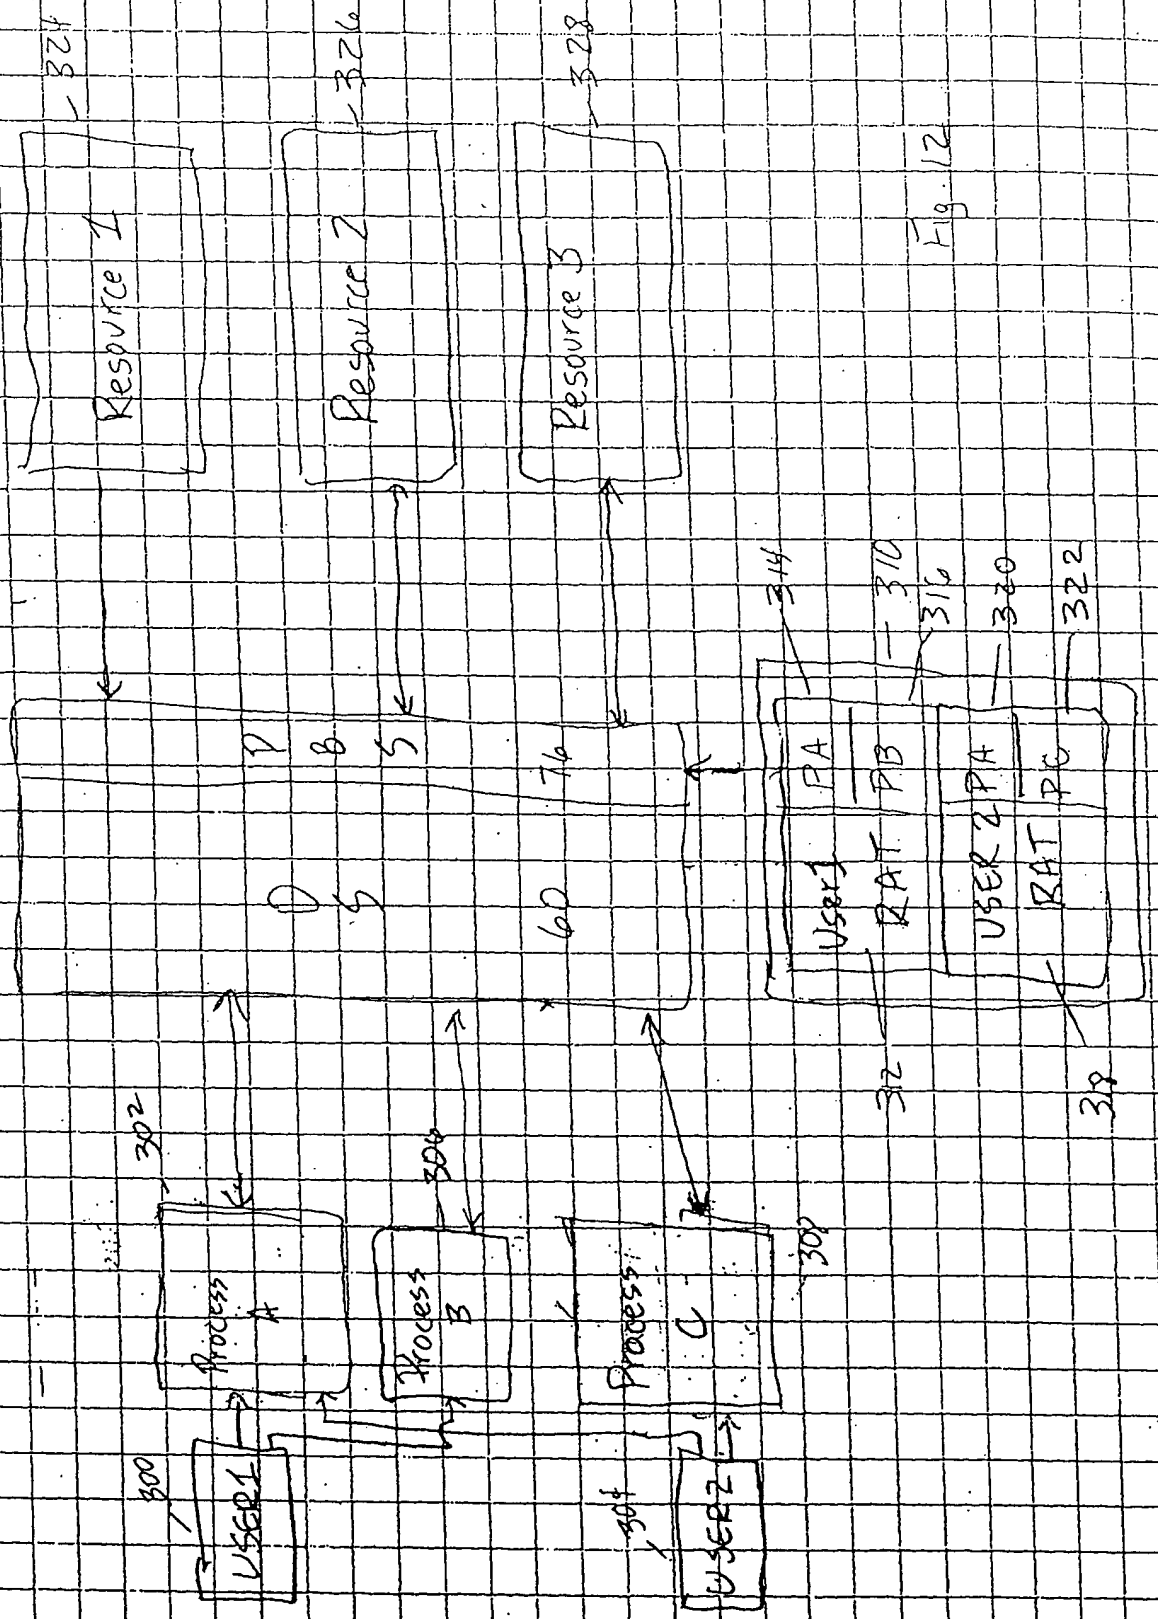 300
USER1
304
USER2
302
Process
A
306
Process
B
Process
C
308
D
S
60
D
B
S
76
324
Resource 1
326
Resource 2
328
Resource 3
314
User1 PA
RAT PB
310
316
312
USER 2 PA
RAT PC
320
322
318
Fig. 12